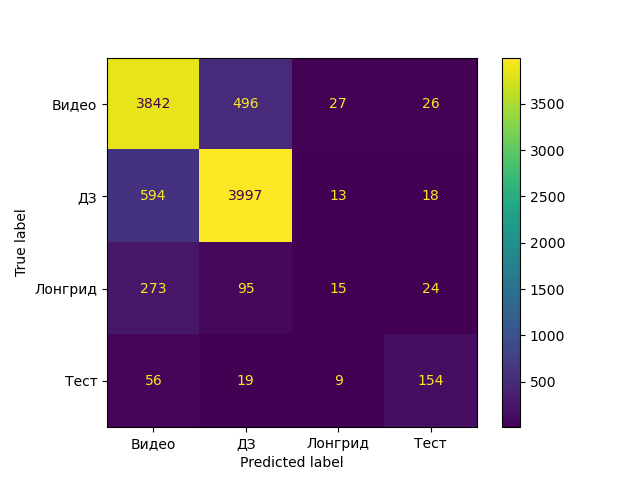 Видео 3842 496 27 26
ДЗ 594 3997 13 18
Лонгрид 273 95 15 24
Тест 56 19 9 154
Видео ДЗ Лонгрид Тест
Predicted label
True label
3500
3000
2500
2000
1500
1000
500